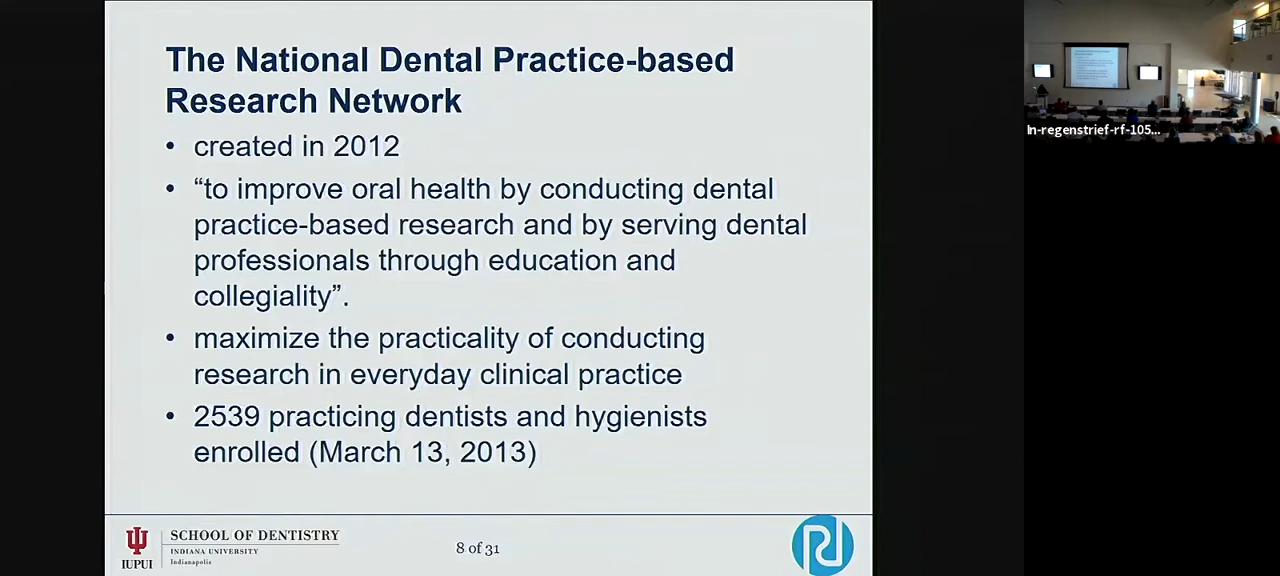 The National Dental Practice-based
Research Network
• created in 2012
• “to improve oral health by conducting dental
practice-based research and by serving dental
professionals through education and
collegiality”.
• maximize the practicality of conducting
research in everyday clinical practice
• 2539 practicing dentists and hygienists
enrolled (March 13, 2013)
IUPUI
SCHOOL OF DENTISTRY
INDIANA UNIVERSITY
Indianapolis
8 of 31
In-regenstrief-rf-105...